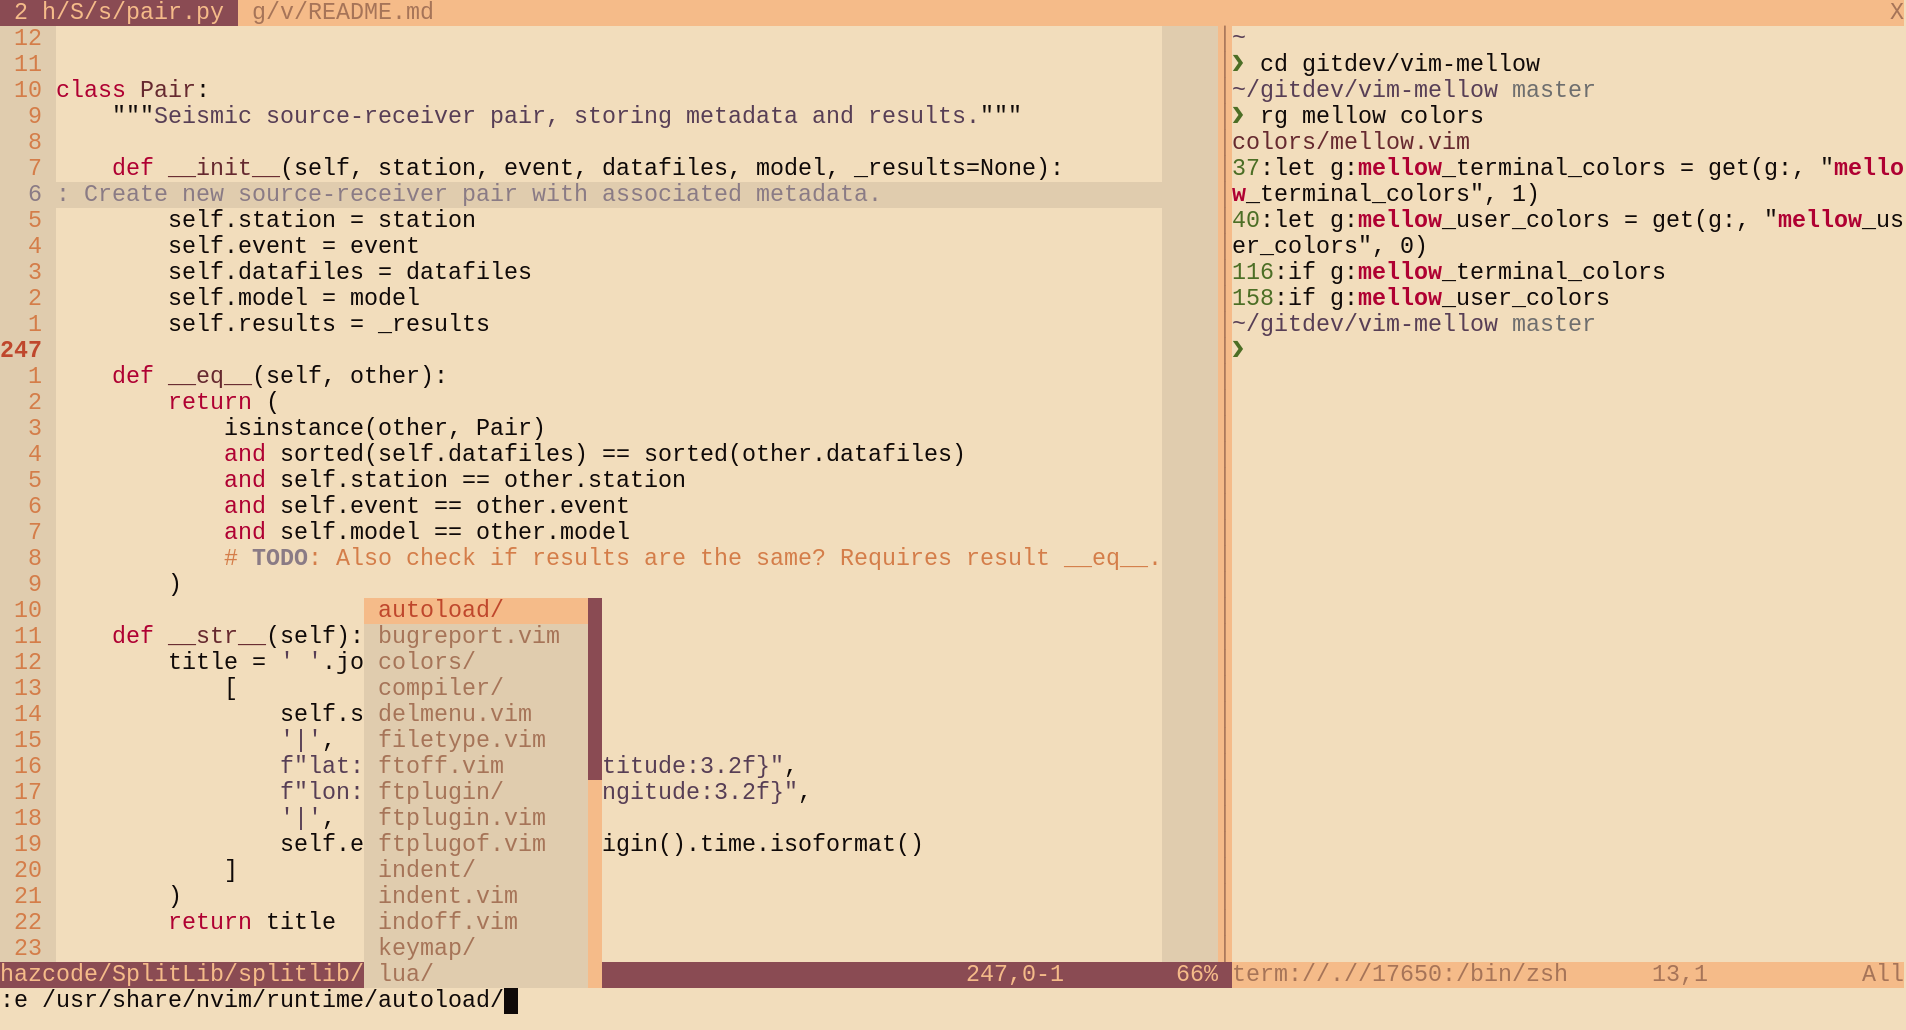 2 h/S/s/pair.py  g/v/README.md X
12
11
10 class Pair:
9     """Seismic source-receiver pair, storing metadata and results."""
8
7     def __init__(self, station, event, datafiles, model, _results=None):
6 : Create new source-receiver pair with associated metadata.
5         self.station = station
4         self.event = event
3         self.datafiles = datafiles
2         self.model = model
1         self.results = _results
247
1     def __eq__(self, other):
2         return (
3             isinstance(other, Pair)
4             and sorted(self.datafiles) == sorted(other.datafiles)
5             and self.station == other.station
6             and self.event == other.event
7             and self.model == other.model
8             # TODO: Also check if results are the same? Requires result __eq__.
9         )
10                       autoload/
11    def __str__(self): bugreport.vim
12        title = ' '.jo colors/
13            [          compiler/
14                self.s delmenu.vim
15                '|',   filetype.vim
16                f"lat: ftoff.vim       titude:3.2f}",
17                f"lon: ftplugin/       ngitude:3.2f}",
18                '|',   ftplugin.vim
19                self.e ftplugof.vim    igin().time.isoformat()
20            ]          indent/
21        )              indent.vim
22        return title   indoff.vim
23                       keymap/
hazcode/SplitLib/splitlib/ lua/ 247,0-1 66%
:e /usr/share/nvim/runtime/autoload/
~
❯ cd gitdev/vim-mellow
~/gitdev/vim-mellow master
❯ rg mellow colors
colors/mellow.vim
37:let g:mellow_terminal_colors = get(g:, "mello
w_terminal_colors", 1)
40:let g:mellow_user_colors = get(g:, "mellow_us
er_colors", 0)
116:if g:mellow_terminal_colors
158:if g:mellow_user_colors
~/gitdev/vim-mellow master
❯
term://.//17650:/bin/zsh 13,1 All